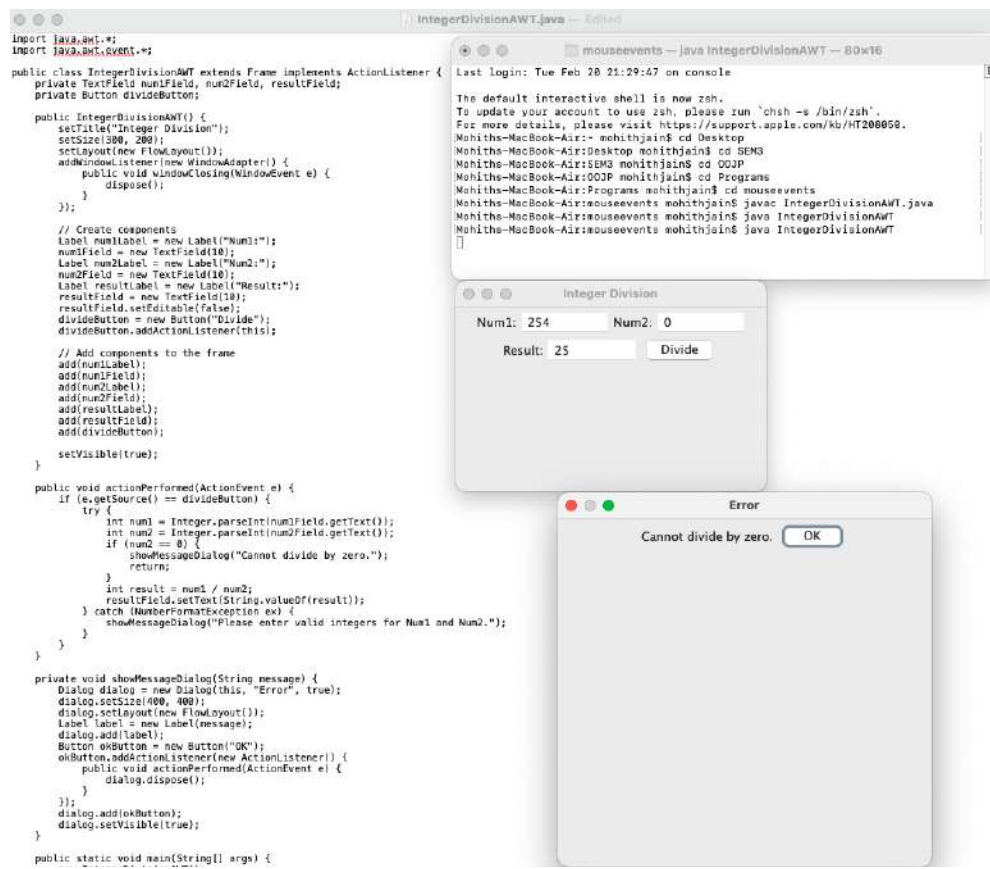 IntegerDivisionAWT.java — Edited
import java.awt.*;
import java.awt.event.*;
public class IntegerDivisionAWT extends Frame implements ActionListener {
private TextField num1Field, num2Field, resultField;
private Button divideButton;
public IntegerDivisionAWT() {
setTitle("Integer Division");
setSize(300, 200);
setLayout(new FlowLayout());
addWindowListener(new WindowAdapter() {
public void windowClosing(WindowEvent e) {
dispose();
}
});
// Create components
Label num1Label = new Label("Num1:");
num1Field = new TextField(10);
Label num2Label = new Label("Num2:");
num2Field = new TextField(10);
Label resultLabel = new Label("Result:");
resultField = new TextField(10);
resultField.setEditable(false);
divideButton = new Button("Divide");
divideButton.addActionListener(this);
// Add components to the frame
add(num1Label);
add(num1Field);
add(num2Label);
add(num2Field);
add(resultLabel);
add(resultField);
add(divideButton);
setVisible(true);
}
public void actionPerformed(ActionEvent e) {
if (e.getSource() == divideButton) {
try {
int num1 = Integer.parseInt(num1Field.getText());
int num2 = Integer.parseInt(num2Field.getText());
if (num2 == 0) {
showMessageDialog("Cannot divide by zero.");
return;
}
int result = num1 / num2;
resultField.setText(String.valueOf(result));
} catch (NumberFormatException ex) {
showMessageDialog("Please enter valid integers for Num1 and Num2.");
}
}
}
private void showMessageDialog(String message) {
Dialog dialog = new Dialog(this, "Error", true);
dialog.setSize(400, 400);
dialog.setLayout(new FlowLayout());
Label label = new Label(message);
dialog.add(label);
Button okButton = new Button("OK");
okButton.addActionListener(new ActionListener() {
public void actionPerformed(ActionEvent e) {
dialog.dispose();
}
});
dialog.add(okButton);
dialog.setVisible(true);
}
public static void main(String[] args) {
mouseevents — java IntegerDivisionAWT — 80×16
Last login: Tue Feb 20 21:29:47 on console
The default interactive shell is now zsh.
To update your account to use zsh, please run `chsh -s /bin/zsh`.
For more details, please visit https://support.apple.com/kb/HT208050.
Mohiths-MacBook-Air:~ mohithjain$ cd Desktop
Mohiths-MacBook-Air:Desktop mohithjain$ cd SEM3
Mohiths-MacBook-Air:SEM3 mohithjain$ cd OOJP
Mohiths-MacBook-Air:OOJP mohithjain$ cd Programs
Mohiths-MacBook-Air:Programs mohithjain$ cd mouseevents
Mohiths-MacBook-Air:mouseevents mohithjain$ javac IntegerDivisionAWT.java
Mohiths-MacBook-Air:mouseevents mohithjain$ java IntegerDivisionAWT
Mohiths-MacBook-Air:mouseevents mohithjain$ java IntegerDivisionAWT
Integer Division
Num1: 254 Num2: 0
Result: 25 Divide
Error
Cannot divide by zero. OK